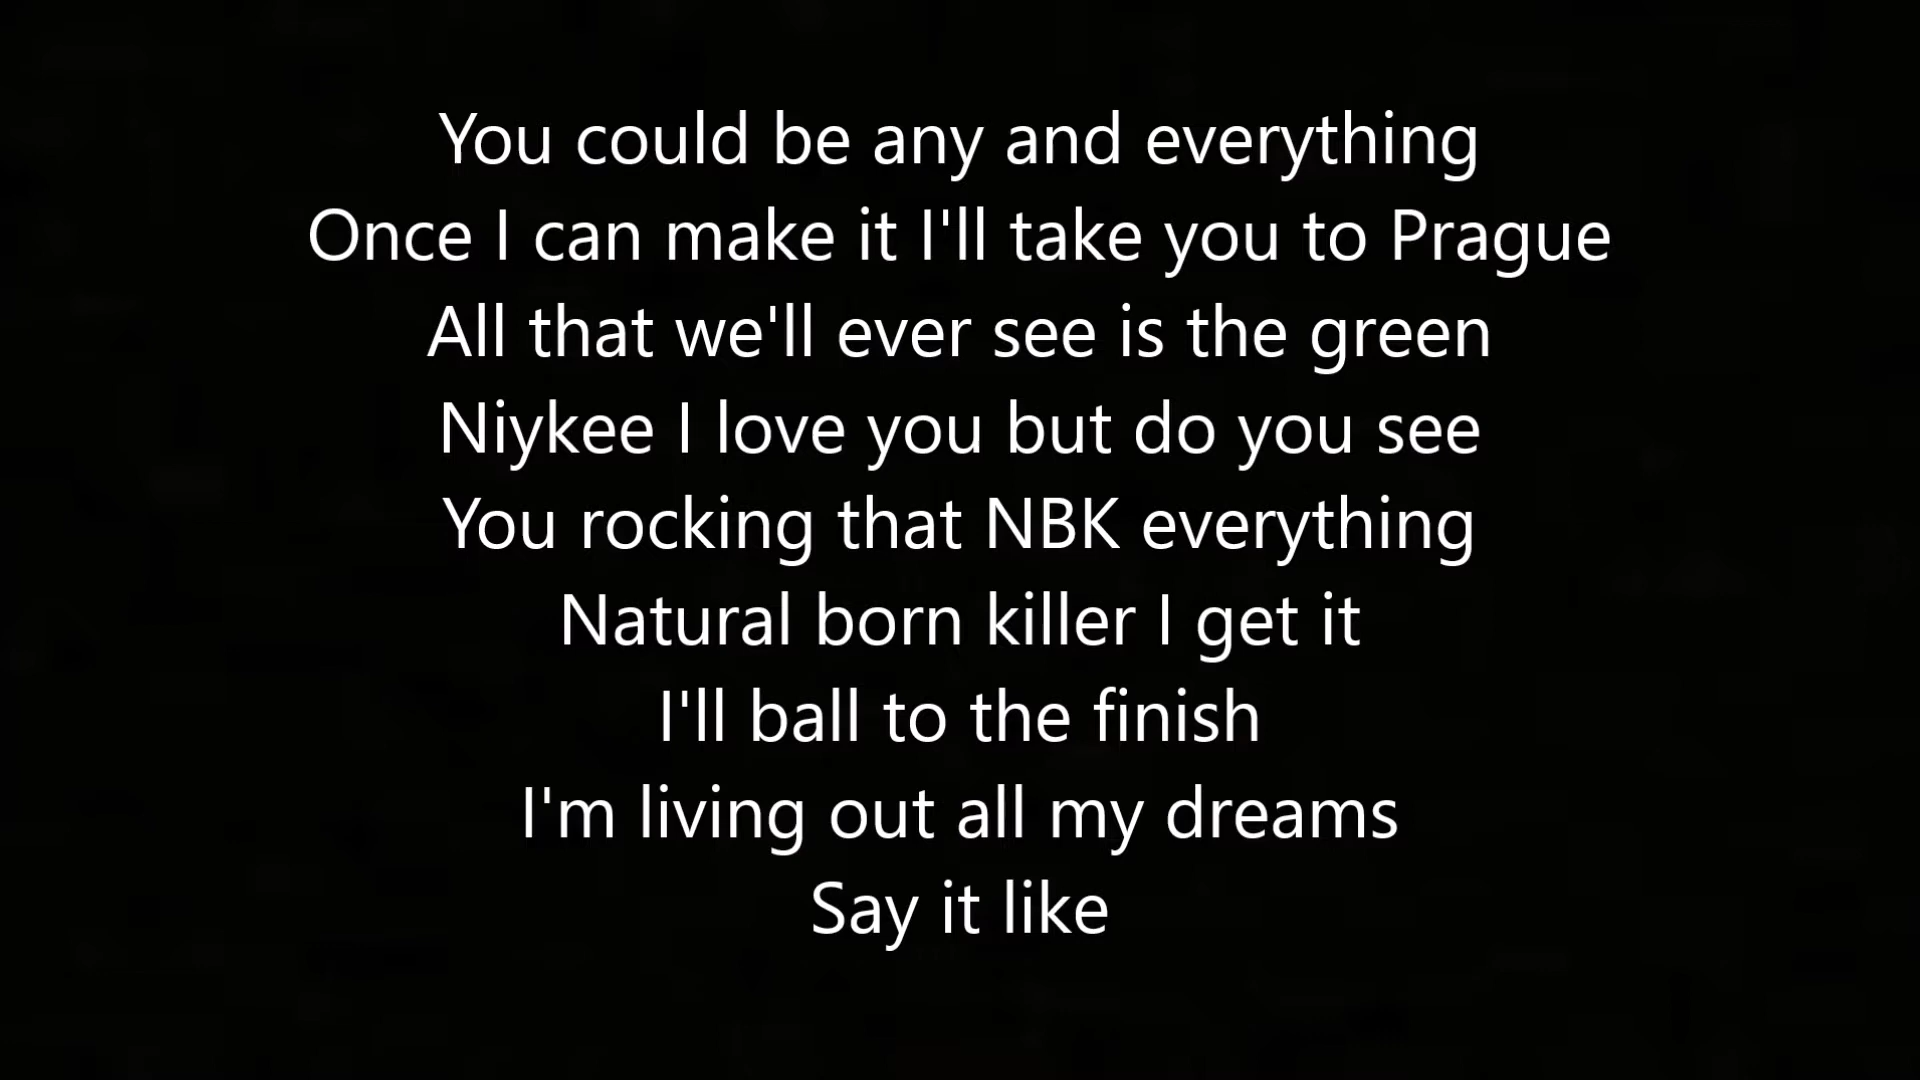 You could be any and everything
Once I can make it I'll take you to Prague
All that we'll ever see is the green
Niykee I love you but do you see
You rocking that NBK everything
Natural born killer I get it
I'll ball to the finish
I'm living out all my dreams
Say it like